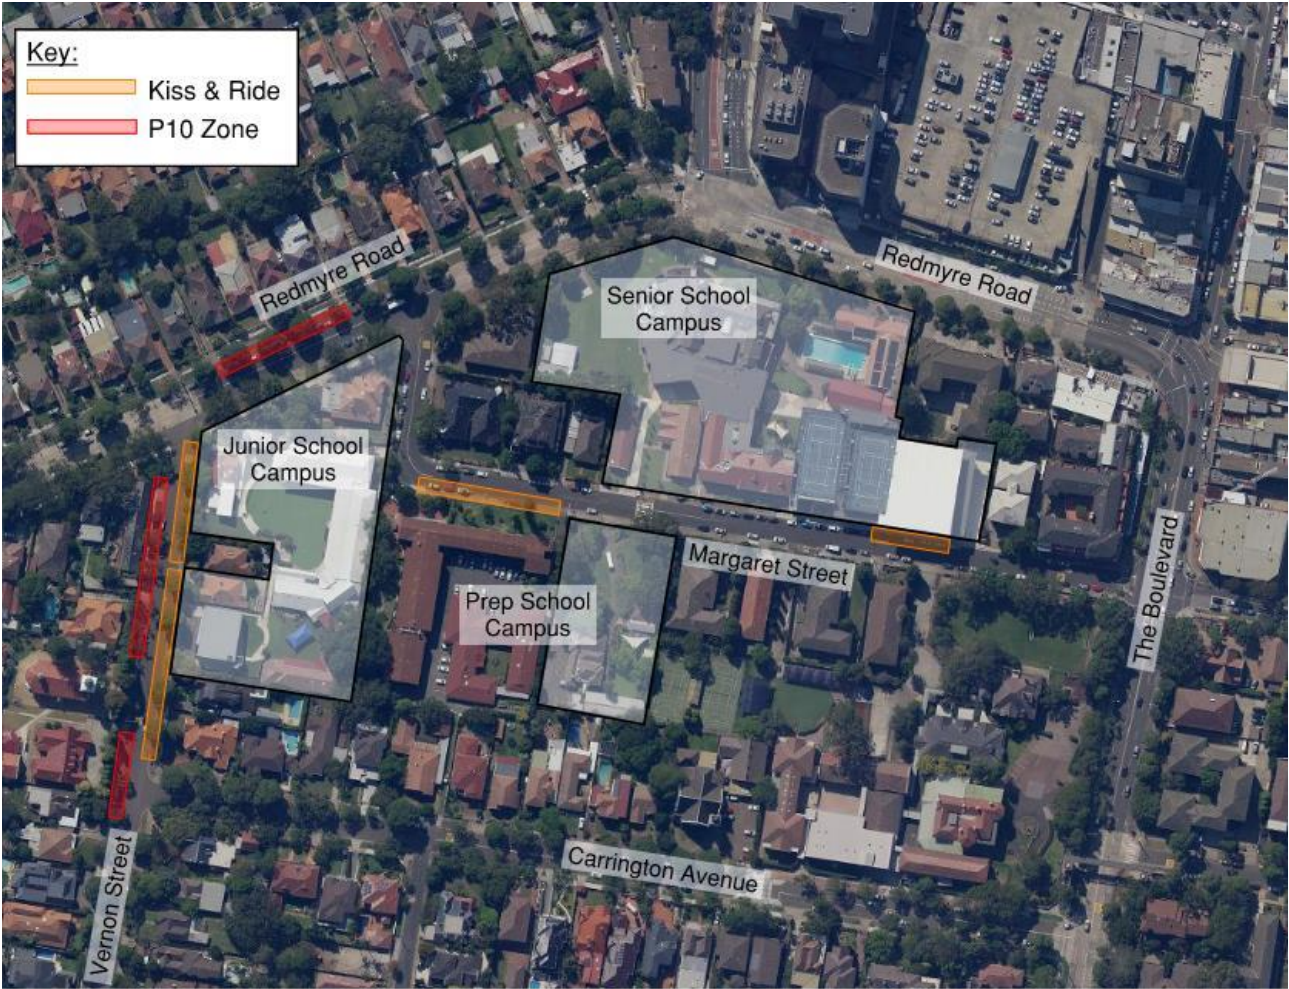 Key:
Kiss & Ride
P10 Zone
Redmyre Road
Redmyre Road
Senior School
Campus
Junior School
Campus
Prep School
Campus
Margaret Street
The Boulevard
Carrington Avenue
Vernon Street